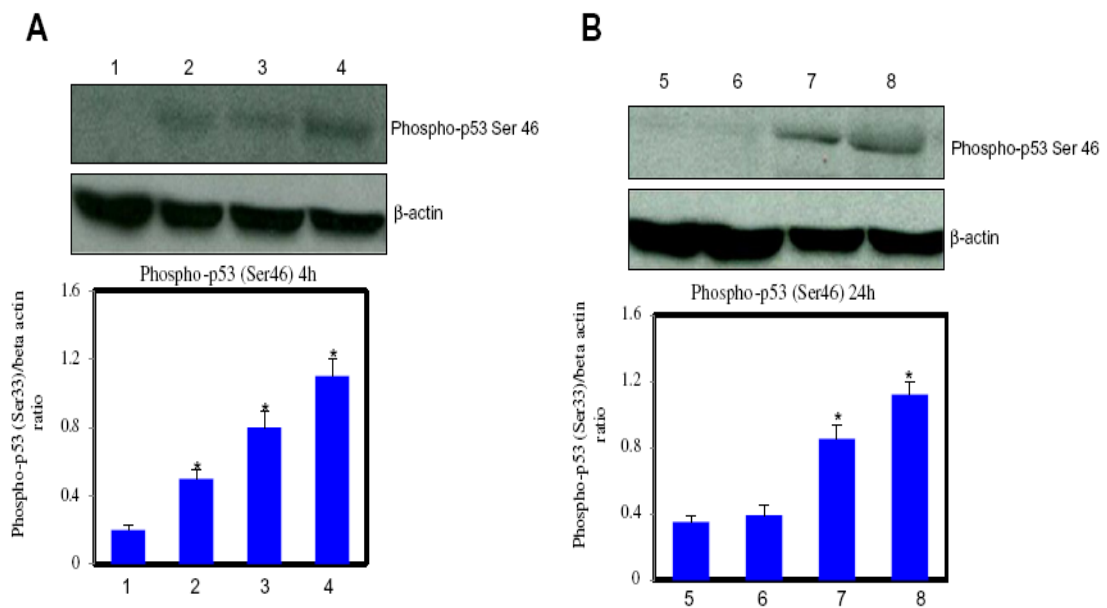 A
1 2 3 4
Phospho-p53 Ser 46
β-actin
Phospho-p53 (Ser46) 4h
Phospho-p53 (Ser33)/beta actin
ratio
1.6
1.2
0.8
0.4
0
* * * *
1 2 3 4
B
5 6 7 8
Phospho-p53 Ser 46
β-actin
Phospho-p53 (Ser46) 24h
Phospho-p53 (Ser33)/beta actin
ratio
1.6
1.2
0.8
0.4
0
* *
5 6 7 8